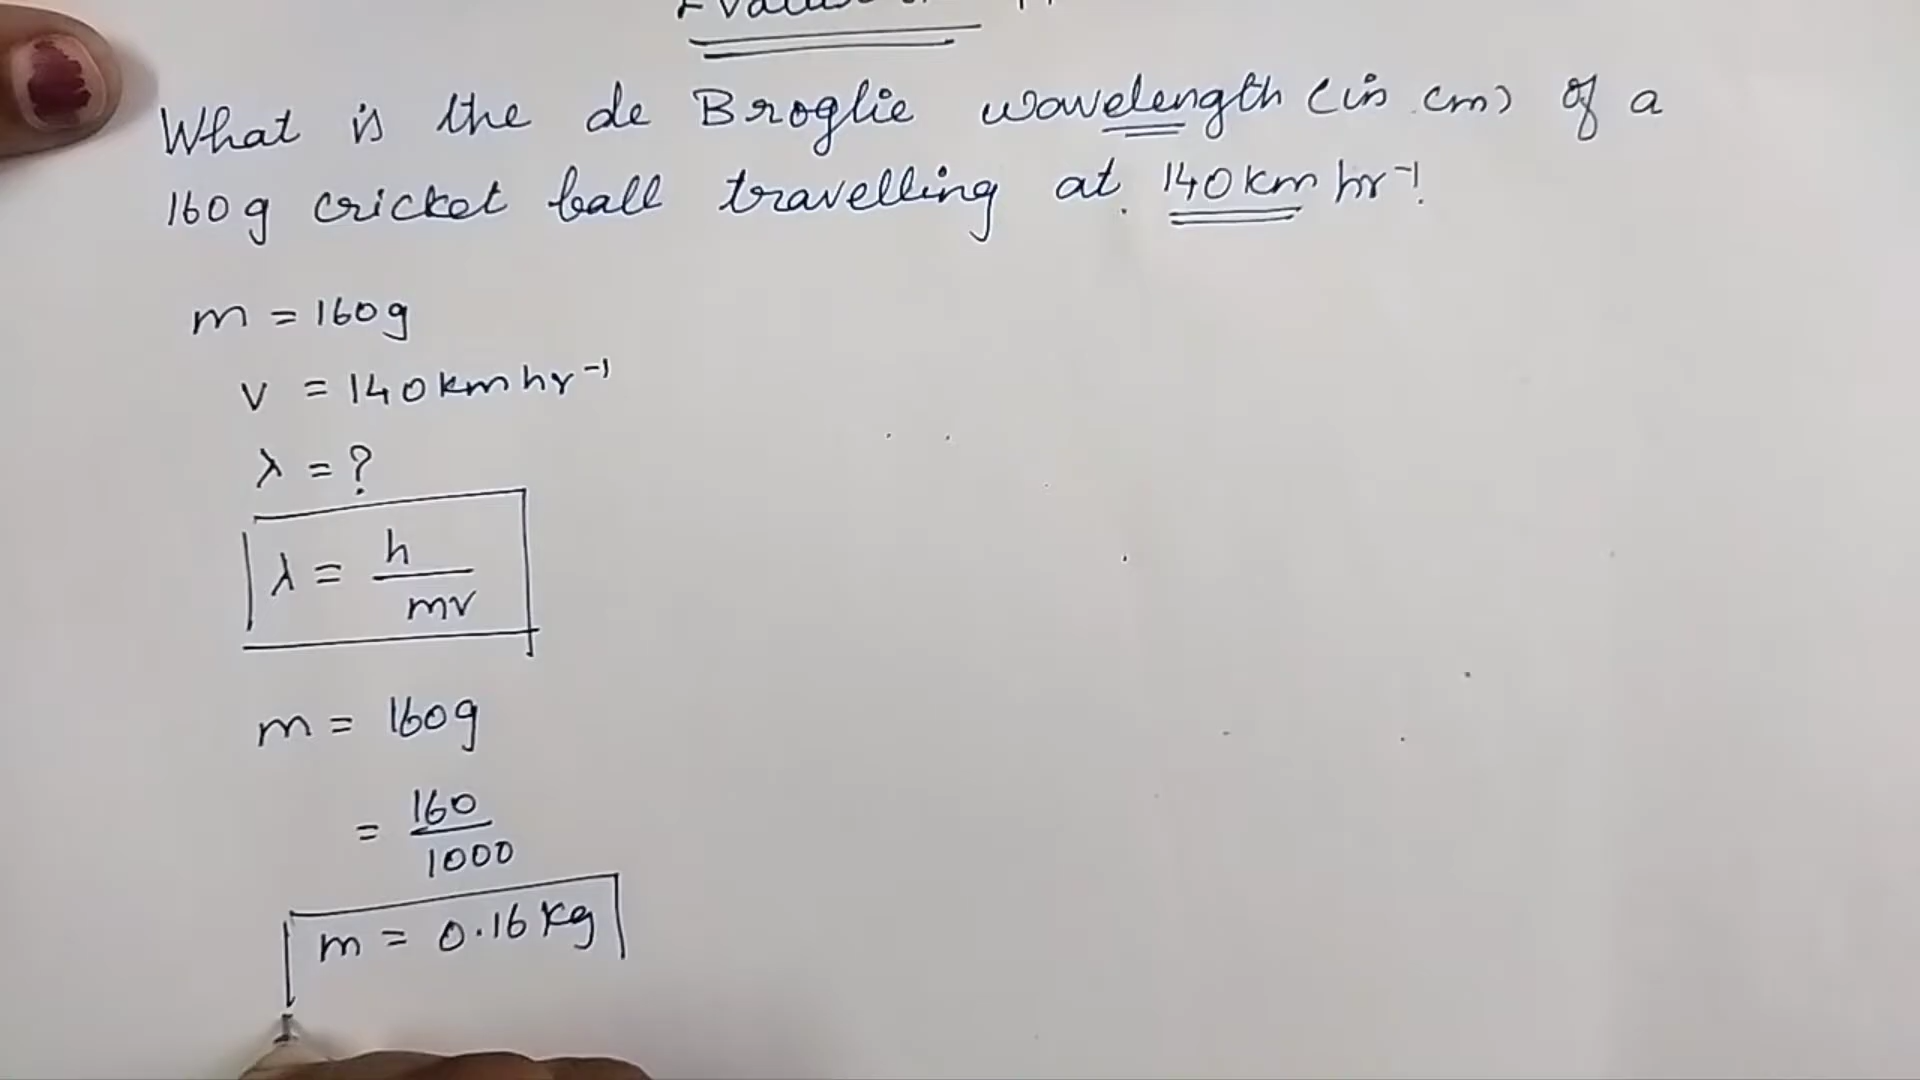 What is the de Broglie wavelength (in cm) of a
160g cricket ball travelling at 140 km hr⁻¹.
m = 160g
v = 140 km hr⁻¹
λ = ?
λ = h/mv
m = 160g
= 160/1000
m = 0.16 kg